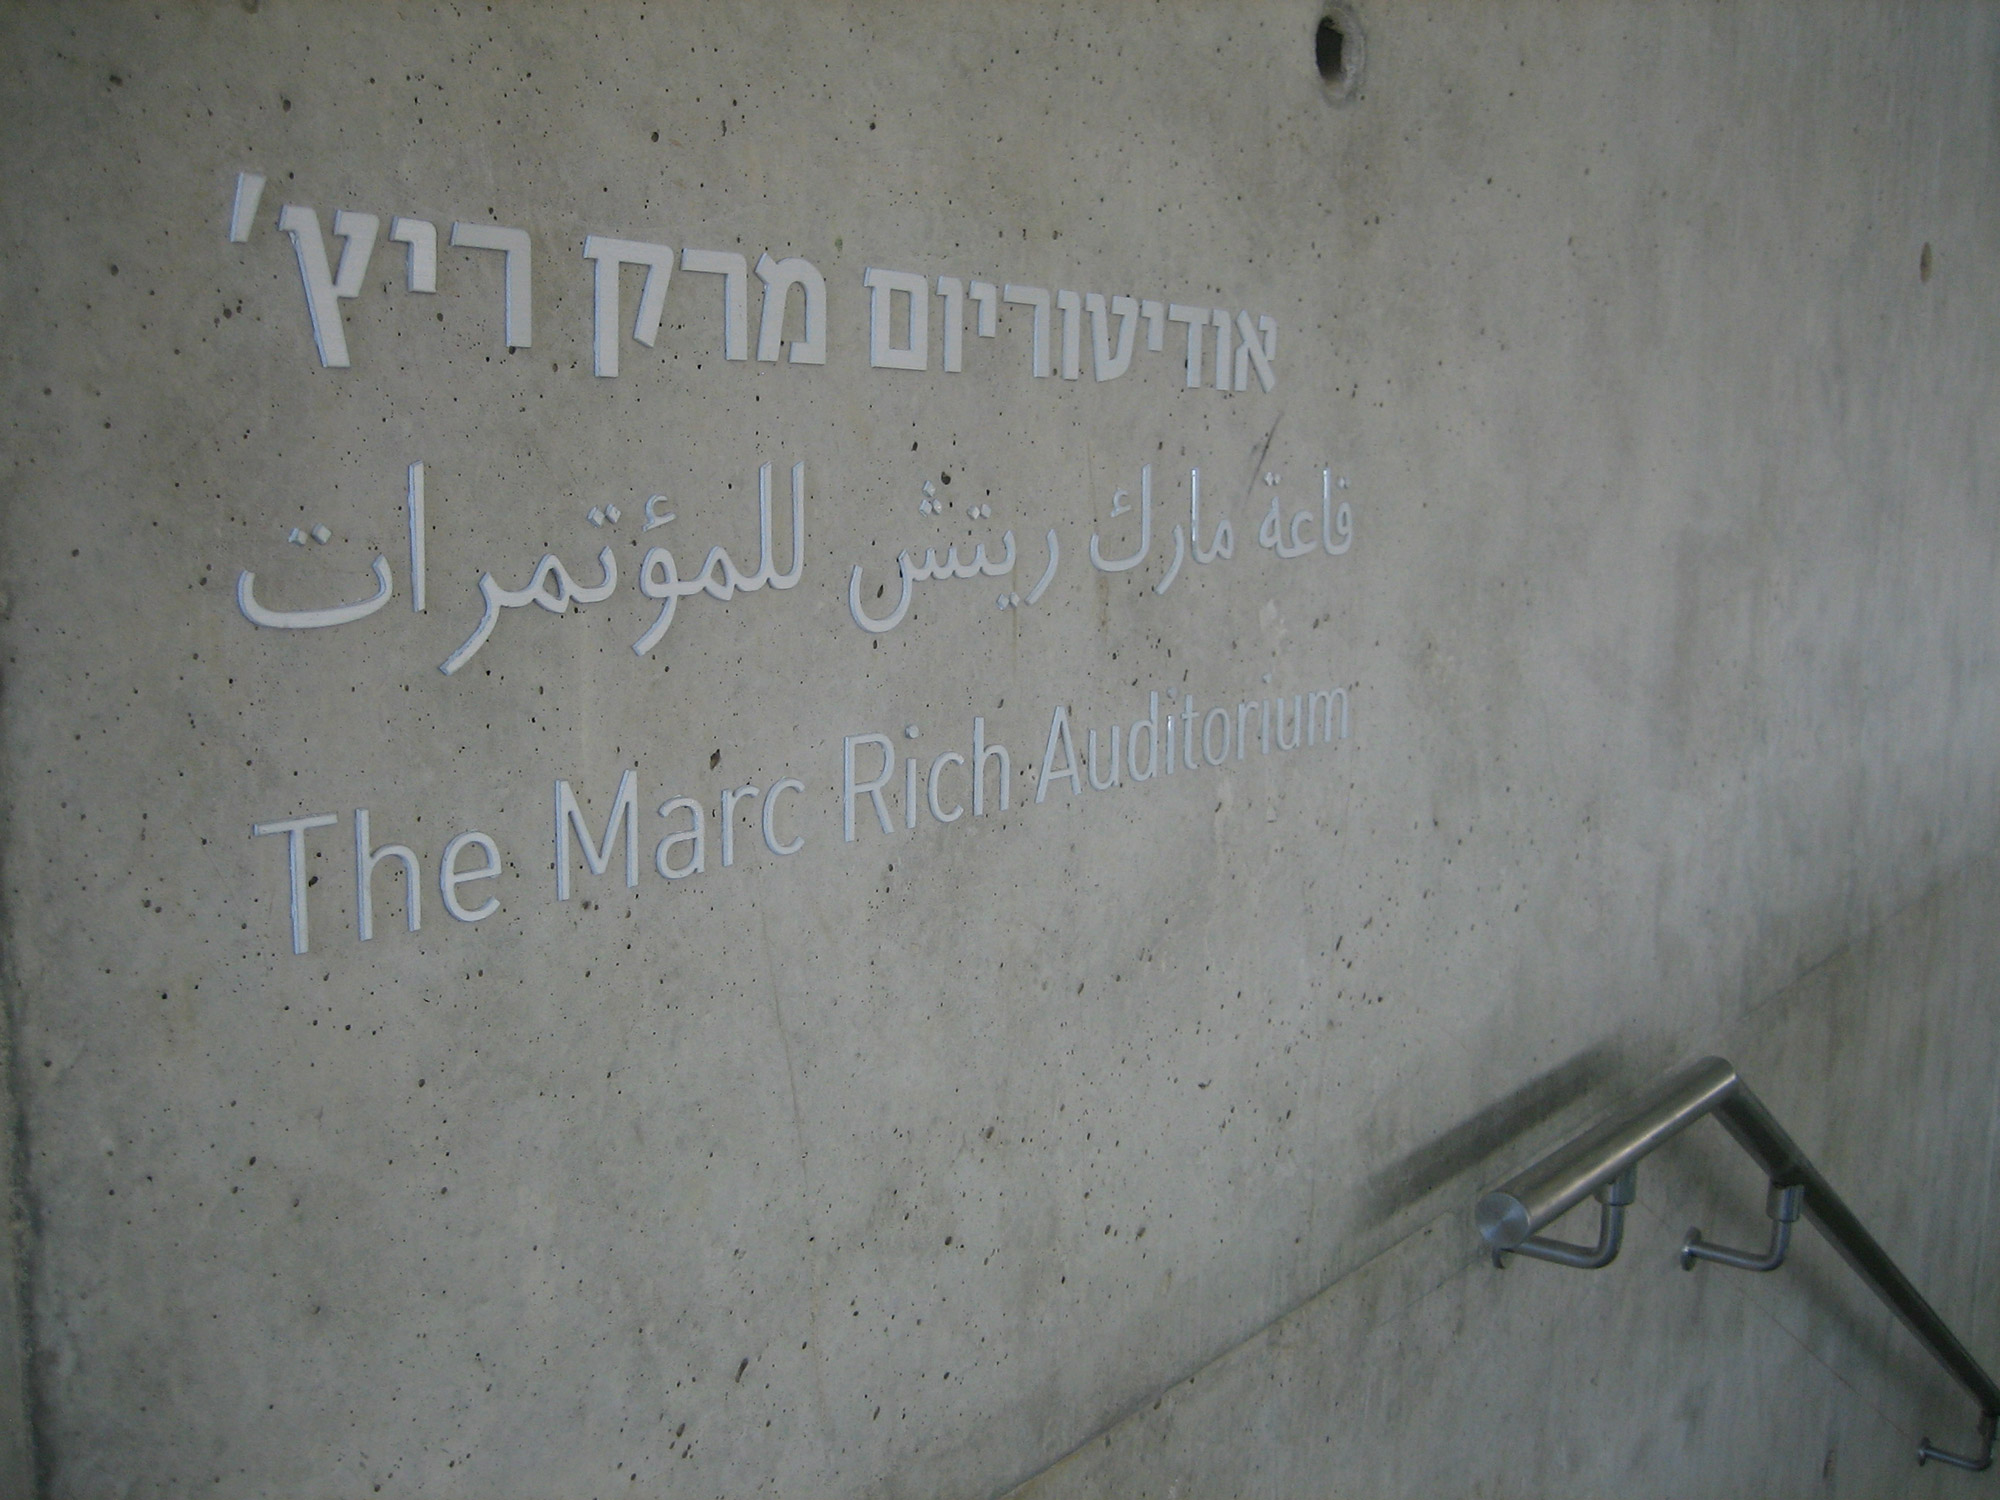 אודיטוריום מרק ריץ'
قاعة مارك ريتش للمؤتمرات
The Marc Rich Auditorium